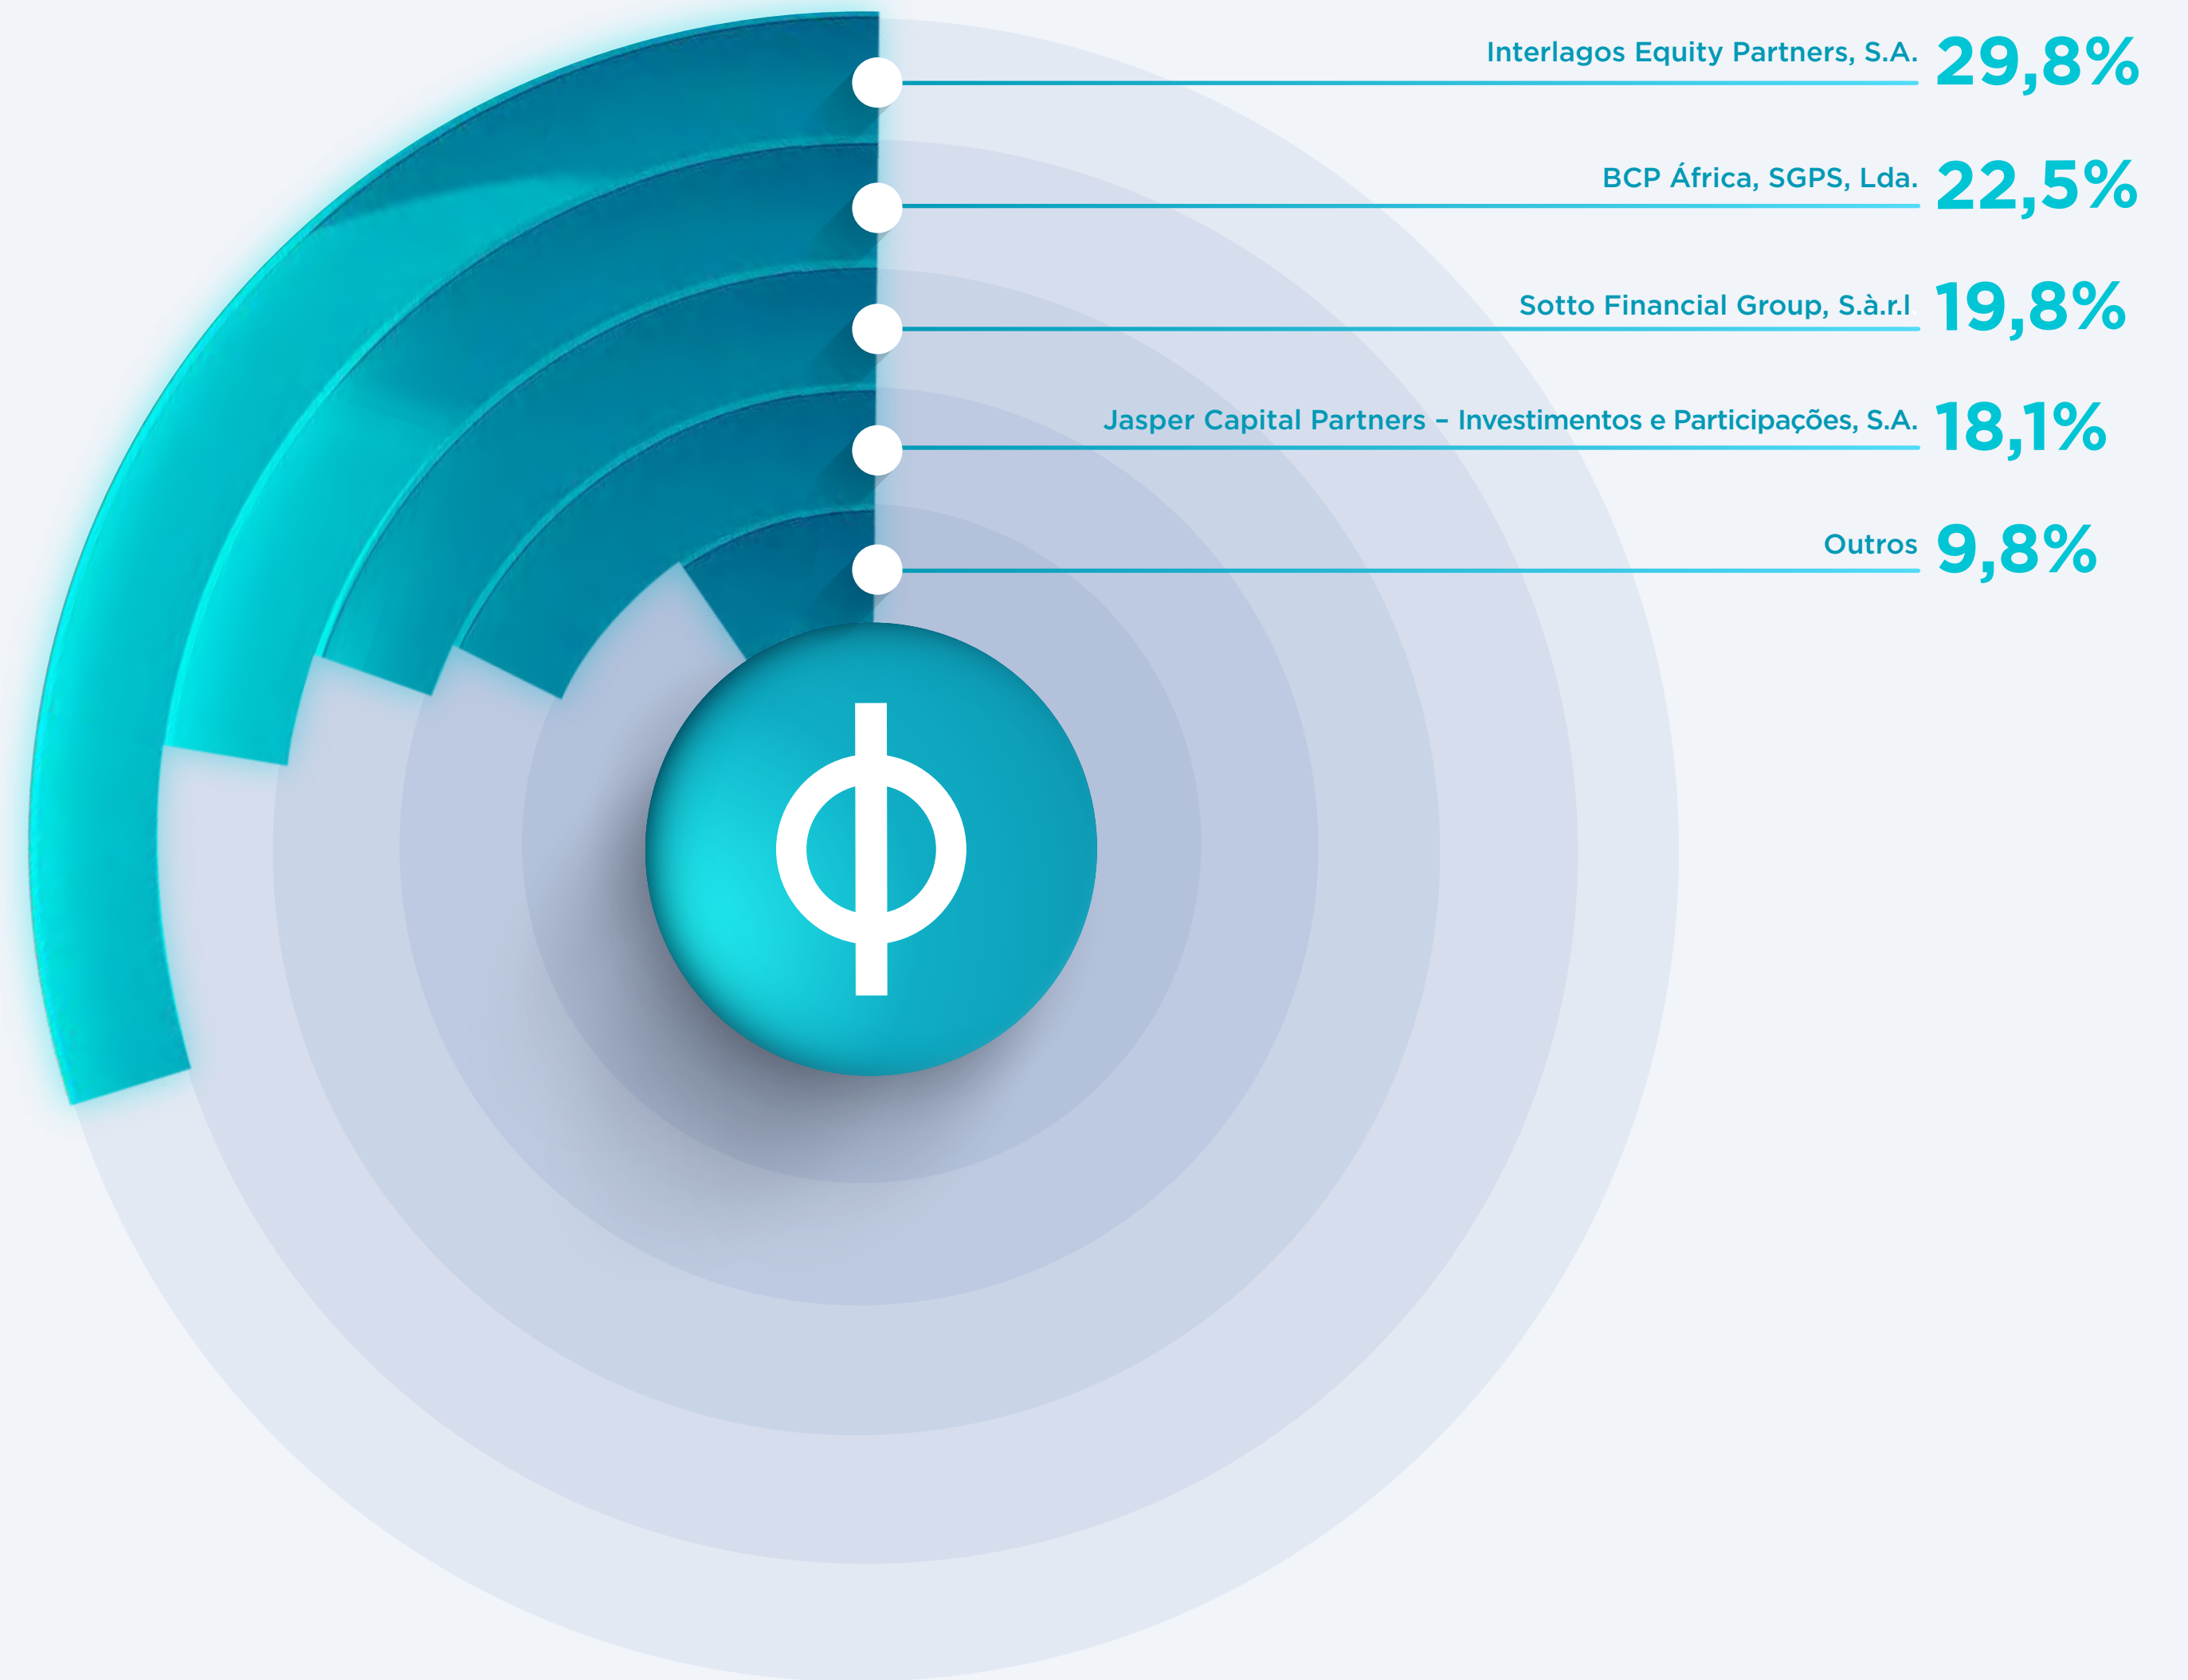 Interlagos Equity Partners, S.A. 29,8%
BCP África, SGPS, Lda. 22,5%
Sotto Financial Group, S.à.r.l 19,8%
Jasper Capital Partners – Investimentos e Participações, S.A. 18,1%
Outros 9,8%